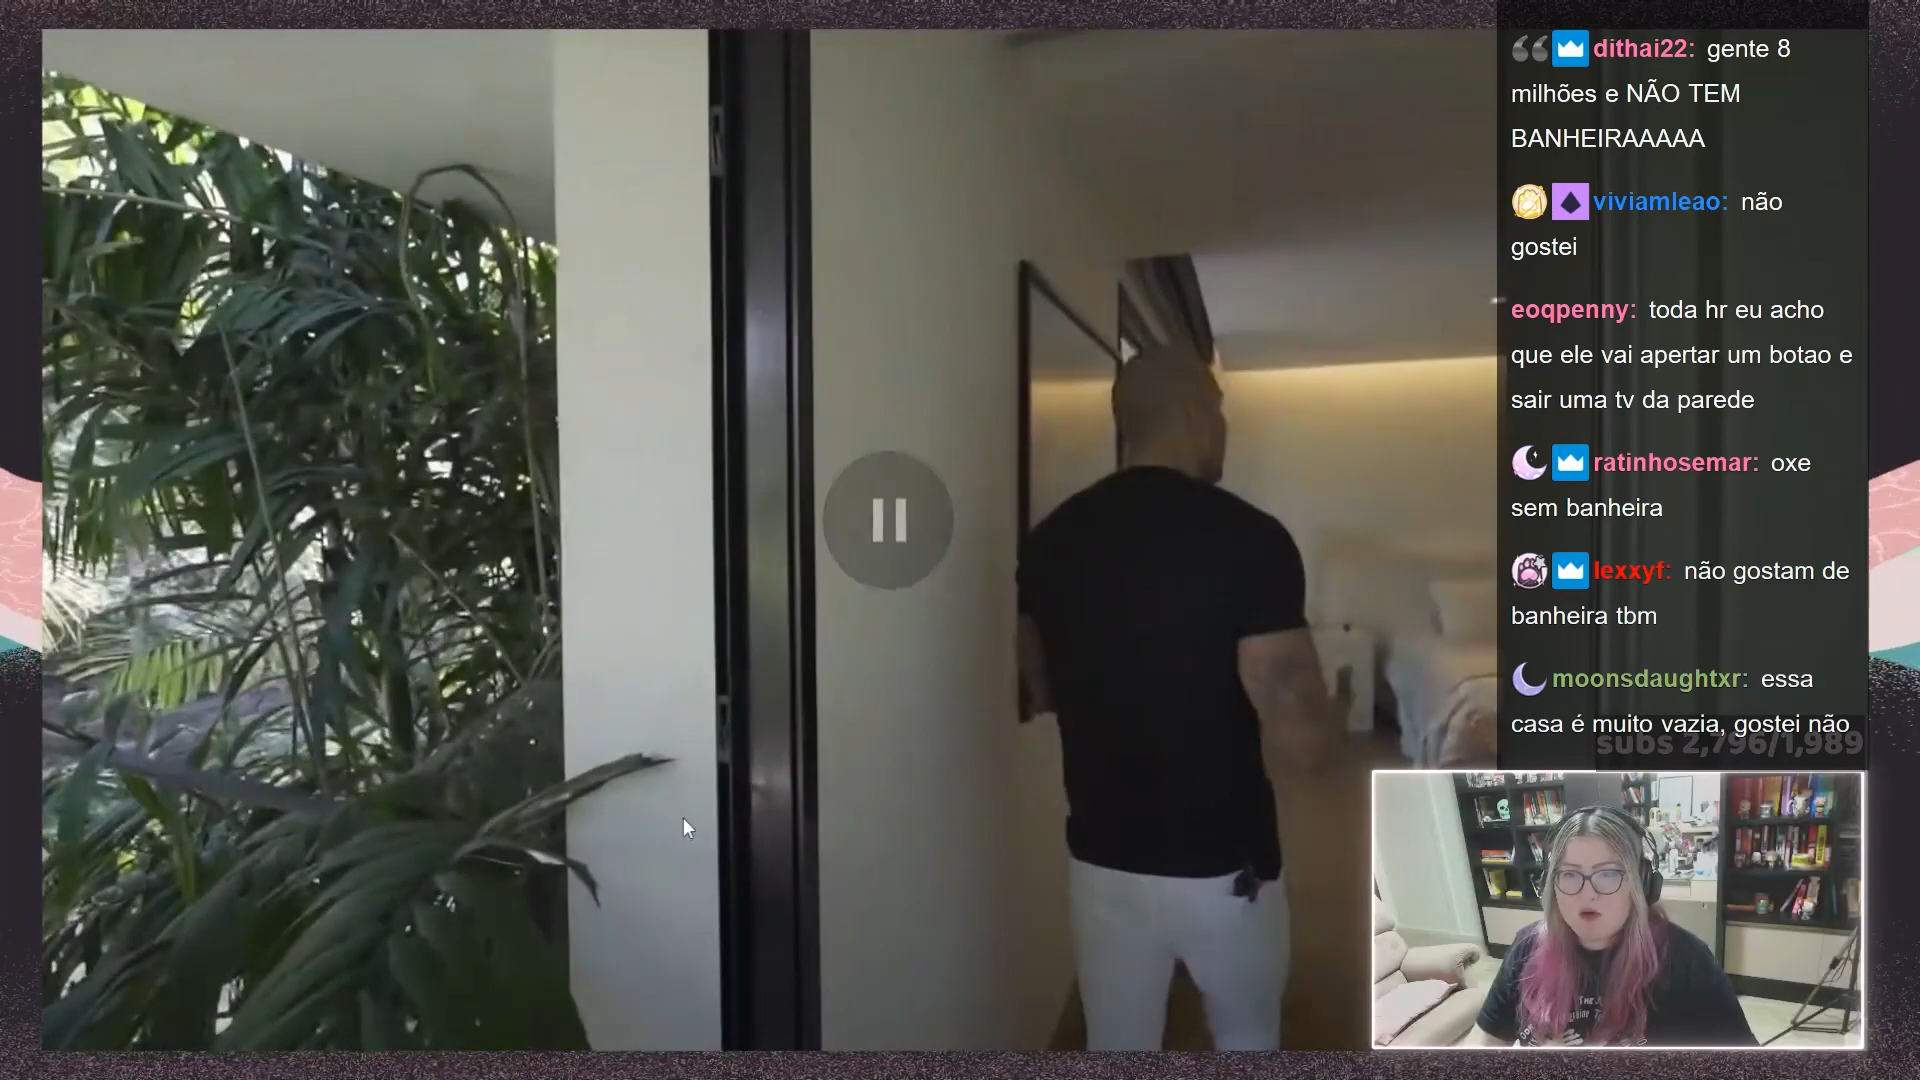 dithai22: gente 8
milhões e NÃO TEM
BANHEIRAAAAA
viviamleao: não
gostei
eoqpenny: toda hr eu acho
que ele vai apertar um botao e
sair uma tv da parede
ratinhosemar: oxe
sem banheira
lexxyf: não gostam de
banheira tbm
moonsdaughtxr: essa
casa é muito vazia, gostei não
subs 2,796/1,989